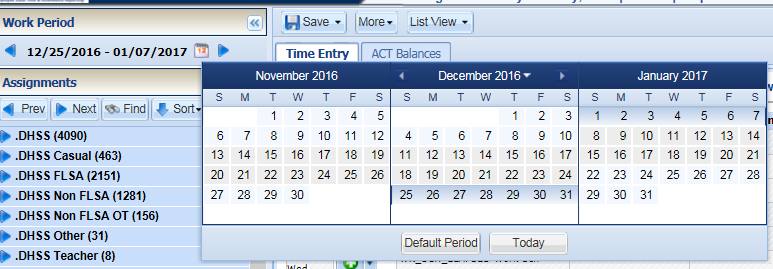 Work Period
Save
More
List View
12/25/2016 - 01/07/2017
Time Entry
ACT Balances
Assignments
Prev
Next
Find
Sort
.DHSS (4090)
.DHSS Casual (463)
.DHSS FLSA (2151)
.DHSS Non FLSA (1281)
.DHSS Non FLSA OT (156)
.DHSS Other (31)
.DHSS Teacher (8)
November 2016
S M T W T F S
1 2 3 4 5
6 7 8 9 10 11 12
13 14 15 16 17 18 19
20 21 22 23 24 25 26
27 28 29 30
December 2016
S M T W T F S
1 2 3
4 5 6 7 8 9 10
11 12 13 14 15 16 17
18 19 20 21 22 23 24
25 26 27 28 29 30 31
January 2017
S M T W T F S
1 2 3 4 5 6 7
8 9 10 11 12 13 14
15 16 17 18 19 20 21
22 23 24 25 26 27 28
29 30 31
Default Period
Today
Wed